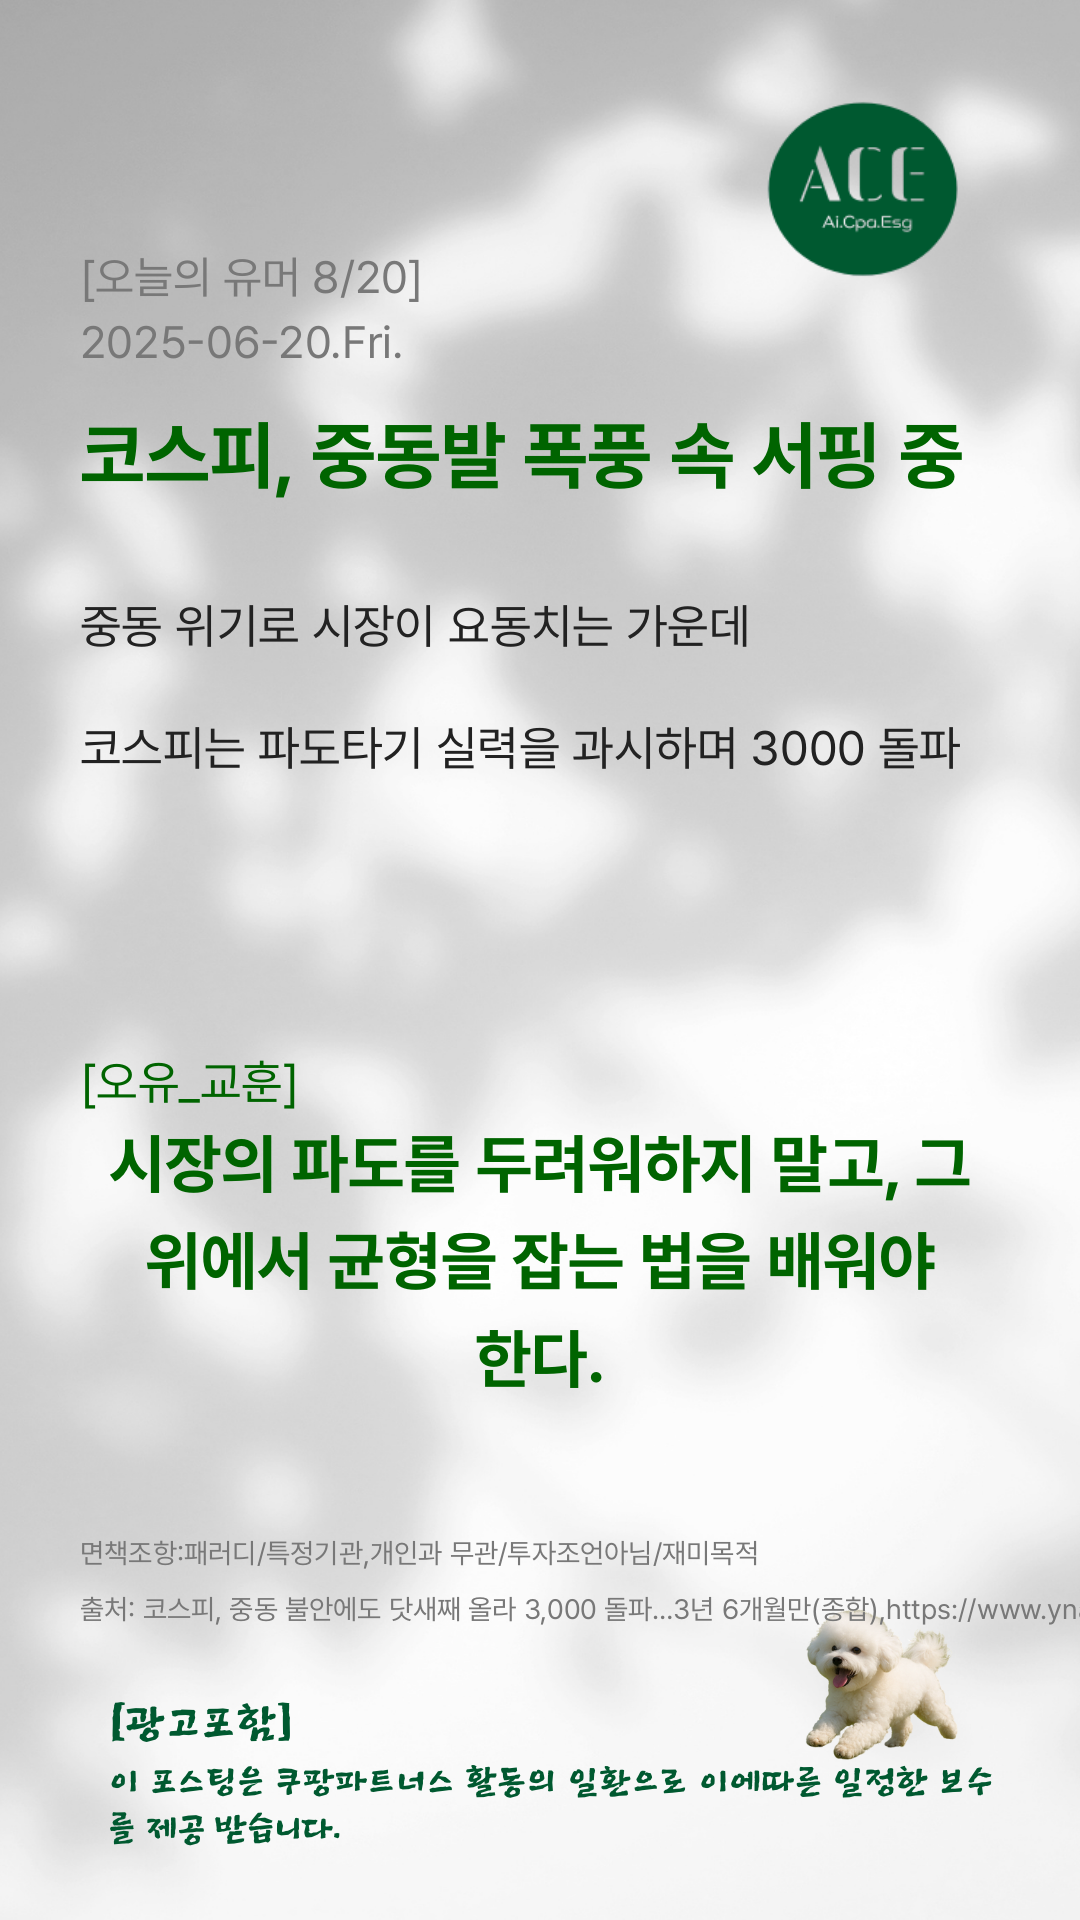 ACE
Ai.Cpa.Esg
[오늘의 유머 8/20]
2025-06-20.Fri.
코스피, 중동발 폭풍 속 서핑 중
중동 위기로 시장이 요동치는 가운데
코스피는 파도타기 실력을 과시하며 3000 돌파
[오유_교훈]
시장의 파도를 두려워하지 말고, 그
위에서 균형을 잡는 법을 배워야
한다.
면책조항:패러디/특정기관,개인과 무관/투자조언아님/재미목적
출처: 코스피, 중동 불안에도 닷새째 올라 3,000 돌파...3년 6개월만(종합),https://www.yn
[광고포함]
이 포스팅은 쿠팡파트너스 활동의 일환으로 이에따른 일정한 보수
를 제공 받습니다.